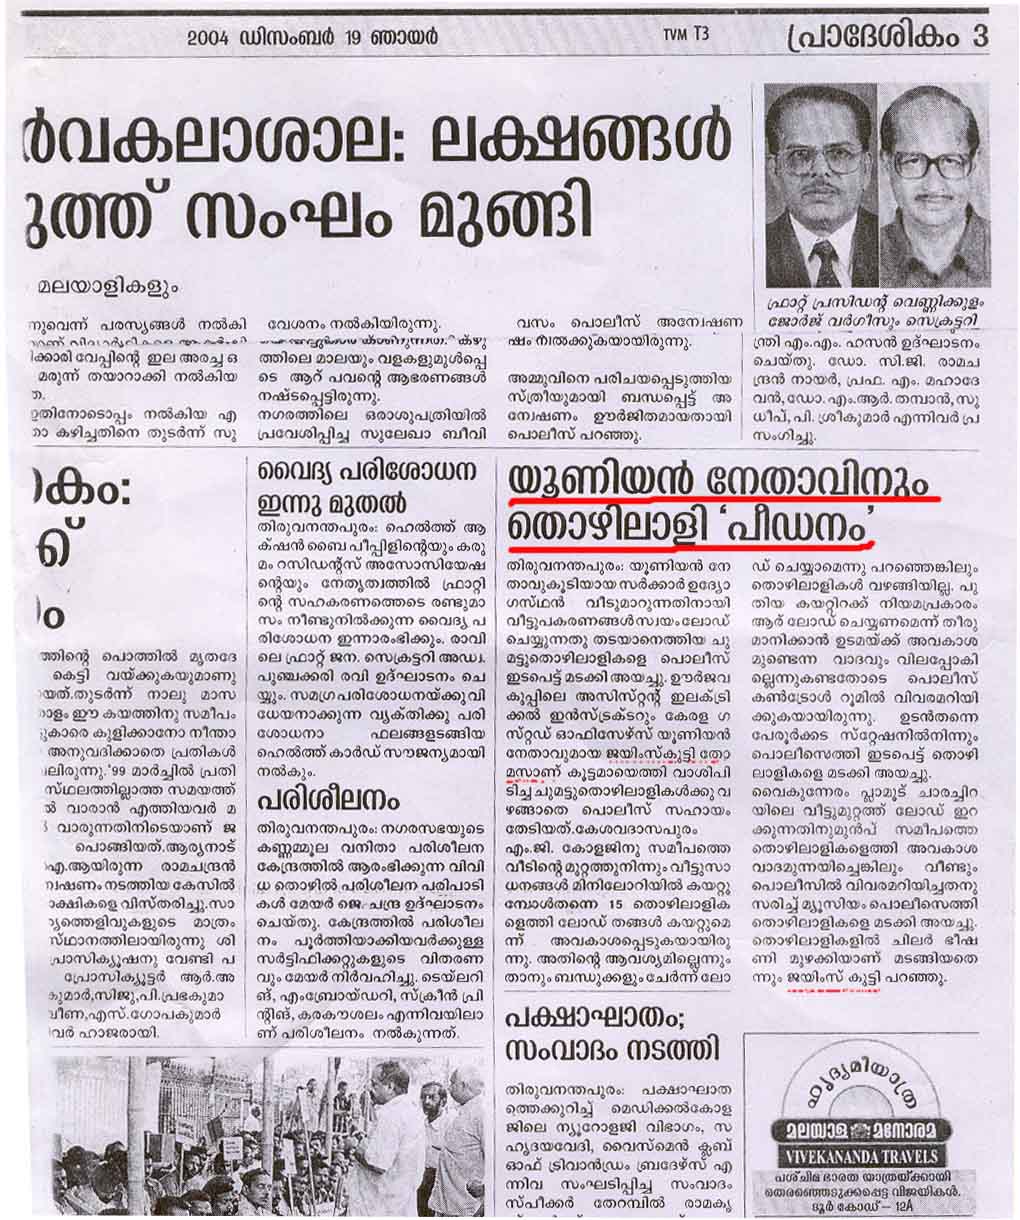 2004 ഡിസംബർ 19 ഞായർ
TVM T3
പ്രാദേശികം 3
ർവകലാശാല: ലക്ഷങ്ങൾ
ത്ത് സംഘം മുങ്ങി
മലയാളികളും
ന്നുവെന്ന് പരസ്യങ്ങൾ നൽകി
ിക്കാരി വേപ്പിന്റെ ഇല അരച്ച ഒ
മരുന്ന് തയാറാക്കി നൽകിയ
ത.
ഇതിനോടൊപ്പം നൽകിയ എ
ാ കഴിച്ചതിനെ തുടർന്ന് സു
വേശനം നൽകിയിരുന്നു.
ത്തിലെ മാലയും വളകളുമുൾപ്പെ
ടെ ആറ് പവന്റെ ആഭരണങ്ങൾ
നഷ്ടപ്പെട്ടിരുന്നു.
നഗരത്തിലെ ഒരാശുപത്രിയിൽ
പ്രവേശിപ്പിച്ച സുലേഖാ ബീവി
വസം പൊലീസ് അന്വേഷണ
ഷം നൽക്കുകയായിരുന്നു.
അമ്മുവിനെ പരിചയപ്പെടുത്തിയ
സ്ത്രീയുമായി ബന്ധപ്പെട്ട് അ
ന്വേഷണം ഊർജിതമായതായി
പൊലീസ് പറഞ്ഞു.
ഫ്രാറ്റ് പ്രസിഡന്റ് വെണ്ണിക്കുളം
ജോർജ് വർഗീസും സെക്രട്ടറി
ന്ത്രി എം.എം. ഹസൻ ഉദ്ഘാടനം
ചെയ്തു. ഡോ. സി.ജി. രാമച
ന്ദ്രൻ നായർ, പ്രഫ. എം. മഹാദേ
വൻ,ഡോ. എം.ആർ. തമ്പാൻ,സു
ദീപ്, പി. ശ്രീകുമാർ എന്നിവർ പ്ര
സംഗിച്ചു.
കം:
ക്ക്
ം
ത്തിന്റെ പൊത്തിൽ മൃതദേ
കെട്ടി വയ്ക്കുകയുമാണു
ായത്.തുടർന്ന് നാലു മാസ
ാളം ഈ കയത്തിനു സമീപം
ുകാരെ കുളിക്കാനോ നീന്താ
അനുവദിക്കാതെ പ്രതികൾ
ലിരുന്നു.'99 മാർച്ചിൽ പ്രതി
സ്ഥലത്തില്ലാത്ത സമയത്ത്
ൽ വാരാൻ എത്തിയവർ മ
ൾ വാരുന്നതിനിടെയാണ് ജ
പൊങ്ങിയത്.ആര്യനാട്
ഐ.ആയിരുന്ന രാമചന്ദ്രൻ
ന്വേഷണം നടത്തിയ കേസിൽ
ാക്ഷികളെ വിസ്തരിച്ചു.സാ
ര്യത്തെളിവുകളുടെ മാത്രം
സ്ഥാനത്തിലായിരുന്നു ശി
പ്രോസിക്യൂഷനു വേണ്ടി പ
പ്രോസിക്യൂട്ടർ ആർ.അ
കുമാർ,സിജു,പി.പ്രഭകുമാ
വീണ,എസ്.ഗോപകുമാർ
ിവർ ഹാജരായി.
വൈദ്യ പരിശോധന
ഇന്നു മുതൽ
തിരുവനന്തപുരം: ഹെൽത്ത് ആ
ക്‌ഷൻ ബൈ പീപ്പിളിന്റെയും കരു
മം റസിഡന്റ്സ് അസോസിയേഷ
ന്റെയും നേതൃത്വത്തിൽ ഫ്രാറ്റി
ന്റെ സഹകരണത്തെടെ രണ്ടുമാ
സം നീണ്ടുനിൽക്കുന്ന വൈദ്യ പ
രിശോധന ഇന്നാരംഭിക്കും. രാവി
ലെ ഫ്രാറ്റ് ജന. സെക്രട്ടറി അഡ്വ.
പുഞ്ചക്കരി രവി ഉദ്ഘാടനം ചെ
യ്യും. സമഗ്രപരിശോധനയ്ക്കു വി
ധേയനാക്കുന്ന വ്യക്തിക്കു പരി
ശോധനാ ഫലങ്ങളടങ്ങിയ
ഹെൽത്ത് കാർഡ് സൗജന്യമായി
നൽകും.
പരിശീലനം
തിരുവനന്തപുരം: നഗരസഭയുടെ
കണ്ണമ്മൂല വനിതാ പരിശീലന
കേന്ദ്രത്തിൽ ആരംഭിക്കുന്ന വിവി
ധ തൊഴിൽ പരിശീലന പരിപാടി
കൾ മേയർ ജെ.ചന്ദ്ര ഉദ്ഘാടനം
ചെയ്തു. കേന്ദ്രത്തിൽ പരിശീല
നം പൂർത്തിയാക്കിയവർക്കുള്ള
സർട്ടിഫിക്കറ്റുകളുടെ വിതരണ
വും മേയർ നിർവഹിച്ചു. ടെയ്‌ലറി
ങ്, എംബ്രോയ്ഡറി, സ്ക്രീൻ പ്രി
ന്റിങ്, കരകൗശലം എന്നിവയിലാ
ണ് പരിശീലനം നൽകുന്നത്.
യൂണിയൻ നേതാവിനും
തൊഴിലാളി 'പീഡനം'
തിരുവനന്തപുരം: യൂണിയൻ നേ
താവുകൂടിയായ സർക്കാർ ഉദ്യോ
ഗസ്ഥൻ വീടുമാറുന്നതിനായി
വീട്ടുപകരണങ്ങൾ സ്വയം ലോഡ്
ചെയ്യുന്നതു തടയാനെത്തിയ ചു
മട്ടുതൊഴിലാളികളെ പൊലീസ്
ഇടപെട്ട് മടക്കി അയച്ചു. ഊർജവ
കുപ്പിലെ അസിസ്റ്റന്റ് ഇലക്ട്രി
ക്കൽ ഇൻസ്ട്രക്ടറും കേരള ഗ
സ്റ്റഡ് ഓഫിസേഴ്സ് യൂണിയൻ
നേതാവുമായ ജയിംസ്കുട്ടി തോ
മസാണ് കൂട്ടമായെത്തി വാശിപി
ടിച്ച ചുമട്ടുതൊഴിലാളികൾക്കു വ
ഴങ്ങാതെ പൊലീസ് സഹായം
തേടിയത്.കേശവദാസപുരം
എം.ജി. കോളജിനു സമീപത്തെ
വീടിന്റെ മുറ്റത്തുനിന്നും വീട്ടുസാ
ധനങ്ങൾ മിനിലോറിയിൽ കയറ്റു
മ്പോൾതന്നെ 15 തൊഴിലാളിക
ളെത്തി ലോഡ് തങ്ങൾ കയറ്റുമെ
ന്ന് അവകാശപ്പെടുകയായിരു
ന്നു. അതിന്റെ ആവശ്യമില്ലെന്നും
താനും ബന്ധുക്കളും ചേർന്ന് ലോ
ഡ് ചെയ്യാമെന്നു പറഞ്ഞെങ്കിലും
തൊഴിലാളികൾ വഴങ്ങിയില്ല. പു
തിയ കയറ്റിറക്ക് നിയമപ്രകാരം
ആര് ലോഡ് ചെയ്യണമെന്ന് തീരു
മാനിക്കാൻ ഉടമയ്ക്ക് അവകാശ
മുണ്ടെന്ന വാദവും വിലപ്പോകി
ല്ലെന്നുകണ്ടതോടെ പൊലീസ്
കൺട്രോൾ റൂമിൽ വിവരമറിയി
ക്കുകയായിരുന്നു. ഉടൻതന്നെ
പേരൂർക്കട സ്റ്റേഷനിൽനിന്നും
പൊലീസെത്തി ഇടപെട്ട് തൊഴി
ലാളികളെ മടക്കി അയച്ചു.
വൈകുന്നേരം പ്ലാമൂട് ചാരച്ചിറ
യിലെ വീട്ടുമുറ്റത്ത് ലോഡ് ഇറ
ക്കുന്നതിനുമുൻപ് സമീപത്തെ
തൊഴിലാളികളെത്തി അവകാശ
വാദമുന്നയിച്ചെങ്കിലും വീണ്ടും
പൊലീസിൽ വിവരമറിയിച്ചതനു
സരിച്ച് മ്യൂസിയം പൊലീസെത്തി
തൊഴിലാളികളെ മടക്കി അയച്ചു.
തൊഴിലാളികളിൽ ചിലർ ഭീഷ
ണി മുഴക്കിയാണ് മടങ്ങിയതെ
ന്നും ജയിംസ് കുട്ടി പറഞ്ഞു.
പക്ഷാഘാതം;
സംവാദം നടത്തി
തിരുവനന്തപുരം: പക്ഷാഘാത
ത്തെക്കുറിച്ച് മെഡിക്കൽകോള
ജിലെ ന്യൂറോളജി വിഭാഗം, സ
ഹൃദയവേദി, വൈസ്മെൻ ക്ലബ്
ഓഫ് ട്രിവാൻഡ്രം ബ്രദേഴ്സ് എ
ന്നിവ സംഘടിപ്പിച്ച സംവാദം
സ്പീക്കർ തേറമ്പിൽ രാമകൃ
ഹൃദ്യമീയാത്ര
മലയാള മനോരമ
VIVEKANANDA TRAVELS
പശ്ചിമ ഭാരത യാത്രയ്ക്കായി
തെരഞ്ഞെടുക്കപ്പെട്ട വിജയികൾ.
ടൂർ കോഡ് – 12A